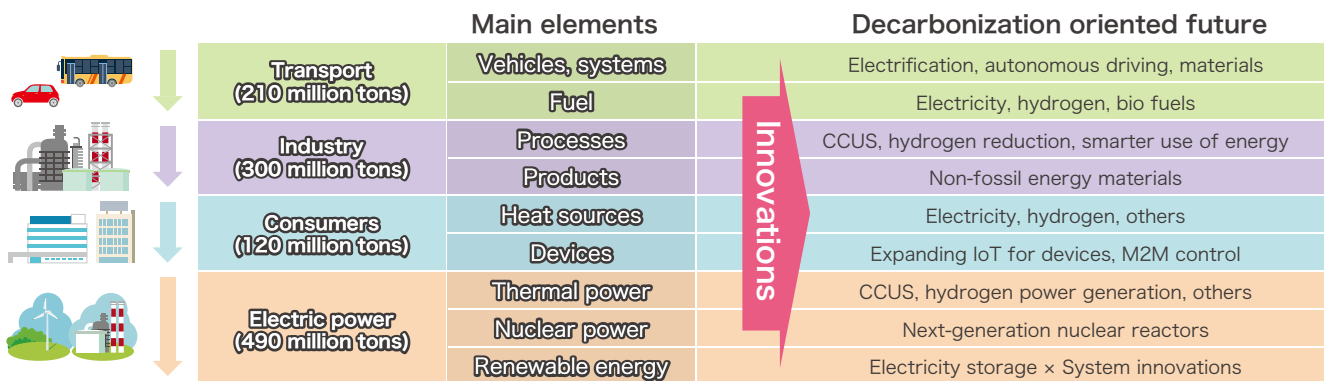 Main elements
Decarbonization oriented future
Transport
(210 million tons)
Vehicles, systems
Electrification, autonomous driving, materials
Fuel
Electricity, hydrogen, bio fuels
Industry
(300 million tons)
Processes
CCUS, hydrogen reduction, smarter use of energy
Products
Non-fossil energy materials
Consumers
(120 million tons)
Heat sources
Electricity, hydrogen, others
Devices
Expanding IoT for devices, M2M control
Electric power
(490 million tons)
Thermal power
CCUS, hydrogen power generation, others
Nuclear power
Next-generation nuclear reactors
Renewable energy
Electricity storage × System innovations
Innovations